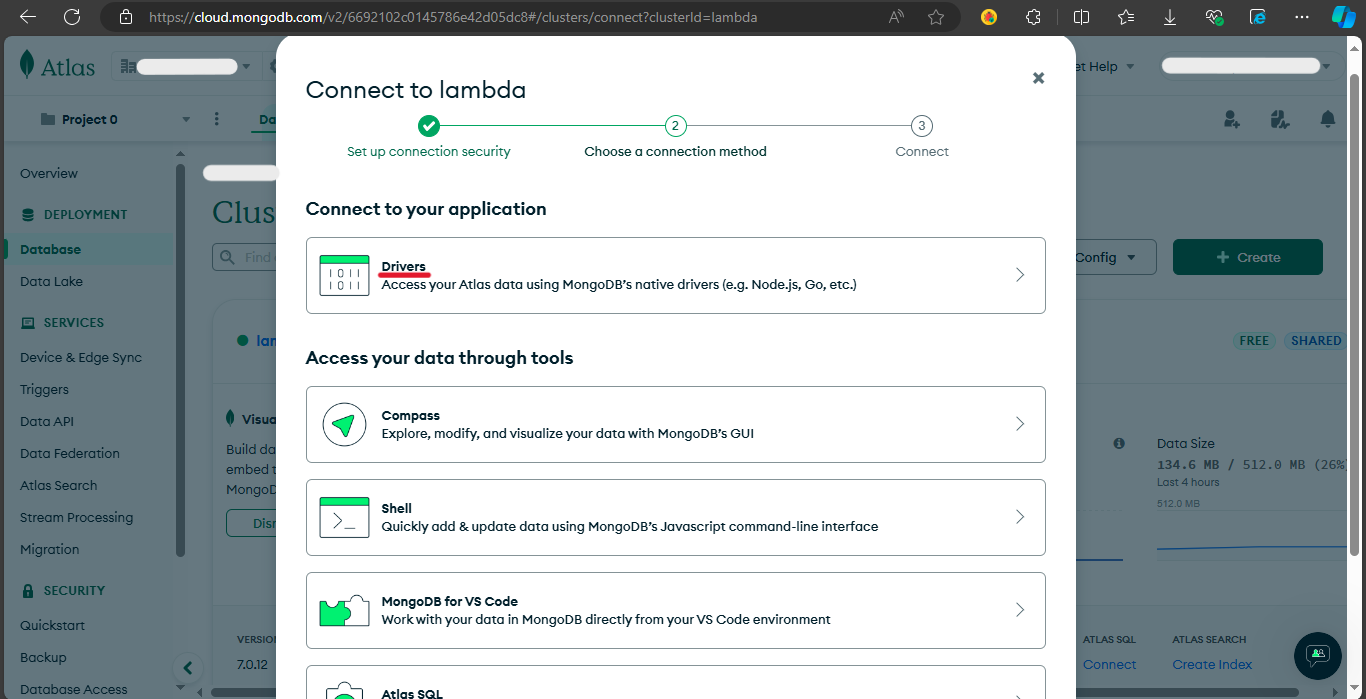 https://cloud.mongodb.com/v2/6692102c0145786e42d05dc8#/clusters/connect?clusterId=lambda
Atlas
Get Help
Project 0
Da
Overview
DEPLOYMENT
Database
Data Lake
SERVICES
Device & Edge Sync
Triggers
Data API
Data Federation
Atlas Search
Stream Processing
Migration
SECURITY
Quickstart
Backup
Database Access
Clus
Find
Config
+ Create
lam
FREE
SHARED
Visua
Build da
embed t
MongoD
Disn
VERSION
7.0.12
Data Size
134.6 MB / 512.0 MB (26%
Last 4 hours
512.0 MB
ATLAS SQL
Connect
ATLAS SEARCH
Create Index
Connect to lambda
Set up connection security
2
Choose a connection method
3
Connect
Connect to your application
Drivers
Access your Atlas data using MongoDB's native drivers (e.g. Node.js, Go, etc.)
Access your data through tools
Compass
Explore, modify, and visualize your data with MongoDB's GUI
Shell
Quickly add & update data using MongoDB's Javascript command-line interface
MongoDB for VS Code
Work with your data in MongoDB directly from your VS Code environment
Atlas SQL